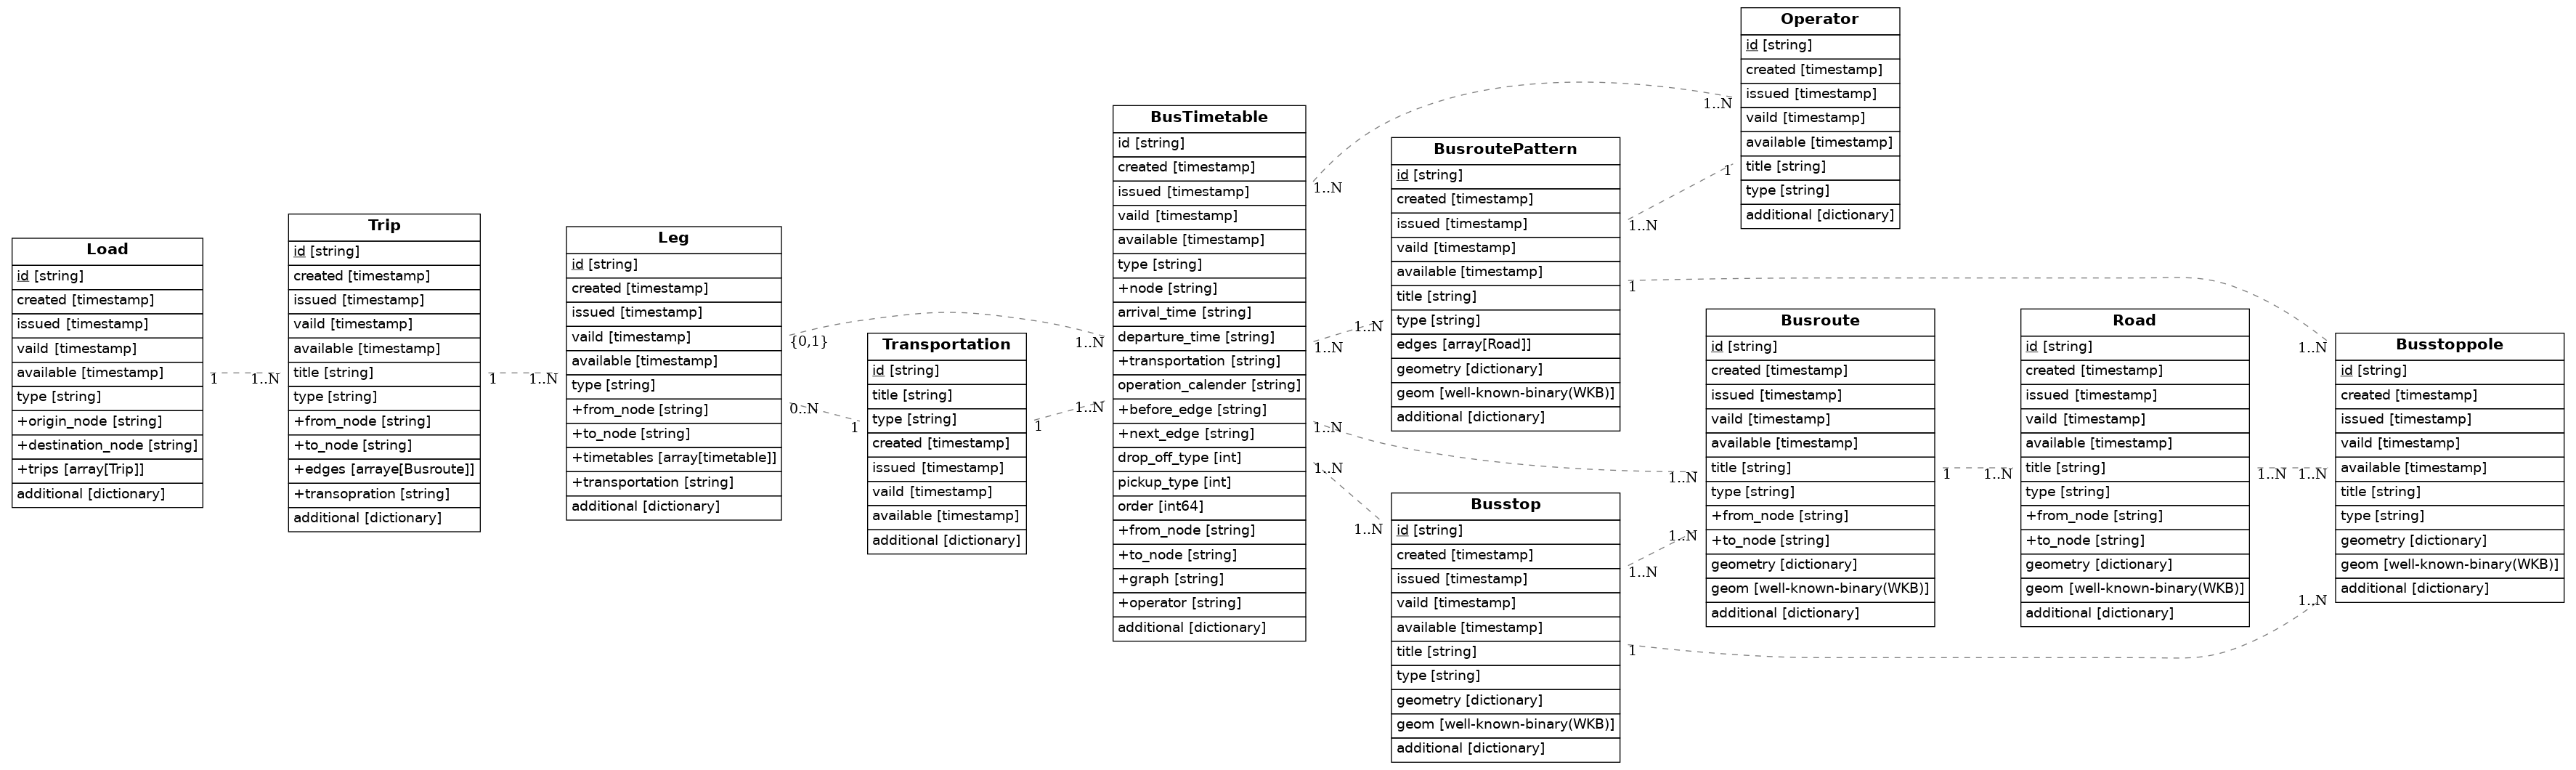 Load
id [string]
created [timestamp]
issued [timestamp]
vaild [timestamp]
available [timestamp]
type [string]
+origin_node [string]
+destination_node [string]
+trips [array[Trip]]
additional [dictionary]
1
1..N
Trip
id [string]
created [timestamp]
issued [timestamp]
vaild [timestamp]
available [timestamp]
title [string]
type [string]
+from_node [string]
+to_node [string]
+edges [arraye[Busroute]]
+transopration [string]
additional [dictionary]
1
1..N
Leg
id [string]
created [timestamp]
issued [timestamp]
vaild [timestamp]
available [timestamp]
type [string]
+from_node [string]
+to_node [string]
+timetables [array[timetable]]
+transportation [string]
additional [dictionary]
{0,1}
1..N
0..N
1
Transportation
id [string]
title [string]
type [string]
created [timestamp]
issued [timestamp]
vaild [timestamp]
available [timestamp]
additional [dictionary]
1
1..N
BusTimetable
id [string]
created [timestamp]
issued [timestamp]
vaild [timestamp]
available [timestamp]
type [string]
+node [string]
arrival_time [string]
departure_time [string]
+transportation [string]
operation_calender [string]
+before_edge [string]
+next_edge [string]
drop_off_type [int]
pickup_type [int]
order [int64]
+from_node [string]
+to_node [string]
+graph [string]
+operator [string]
additional [dictionary]
1..N
1..N
1..N
1..N
1..N
1..N
1..N
1..N
BusroutePattern
id [string]
created [timestamp]
issued [timestamp]
vaild [timestamp]
available [timestamp]
title [string]
type [string]
edges [array[Road]]
geometry [dictionary]
geom [well-known-binary(WKB)]
additional [dictionary]
1..N
1
1
1..N
Busstop
id [string]
created [timestamp]
issued [timestamp]
vaild [timestamp]
available [timestamp]
title [string]
type [string]
geometry [dictionary]
geom [well-known-binary(WKB)]
additional [dictionary]
1..N
1..N
1
1..N
Operator
id [string]
created [timestamp]
issued [timestamp]
vaild [timestamp]
available [timestamp]
title [string]
type [string]
additional [dictionary]
Busroute
id [string]
created [timestamp]
issued [timestamp]
vaild [timestamp]
available [timestamp]
title [string]
type [string]
+from_node [string]
+to_node [string]
geometry [dictionary]
geom [well-known-binary(WKB)]
additional [dictionary]
1
1..N
Road
id [string]
created [timestamp]
issued [timestamp]
vaild [timestamp]
available [timestamp]
title [string]
type [string]
+from_node [string]
+to_node [string]
geometry [dictionary]
geom [well-known-binary(WKB)]
additional [dictionary]
1..N
1..N
Busstoppole
id [string]
created [timestamp]
issued [timestamp]
vaild [timestamp]
available [timestamp]
title [string]
type [string]
geometry [dictionary]
geom [well-known-binary(WKB)]
additional [dictionary]